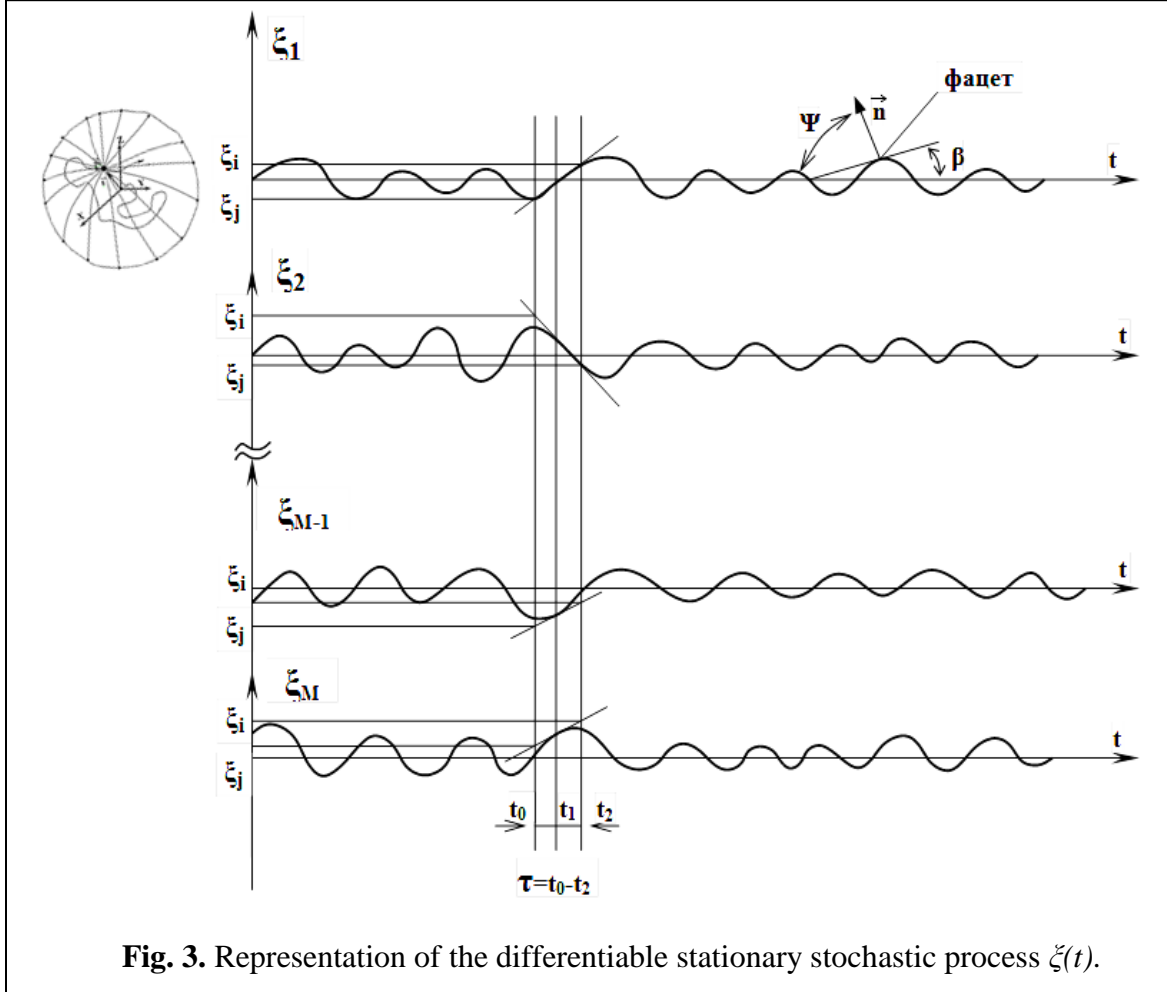 ξ1
фацет
n
Ψ
β
t
ξi
ξj
ξ2
ξi
t
ξj
ξM-1
ξi
t
ξj
ξM
ξi
t
ξj
t0 t1 t2
τ=t0-t2
Fig. 3. Representation of the differentiable stationary stochastic process ξ(t).